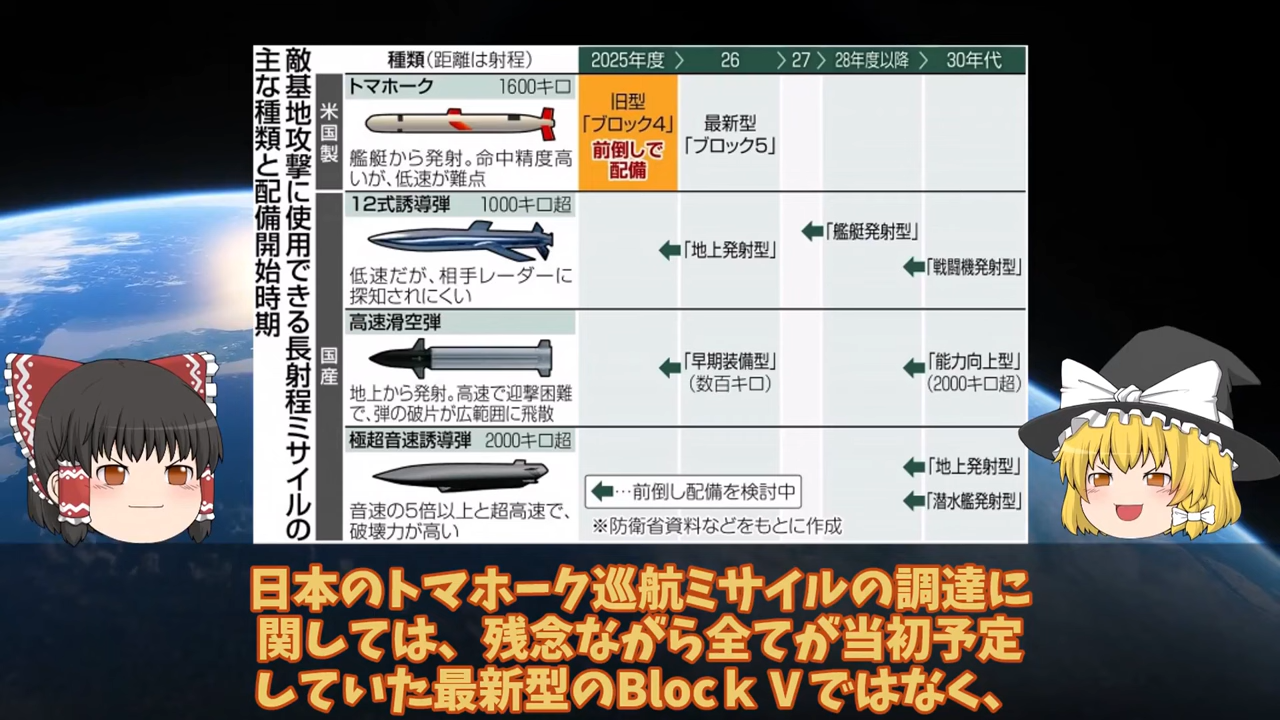 敵基地攻撃に使用できる長射程ミサイルの
主な種類と配備開始時期
種類(距離は射程)
2025年度
26
27
28年度以降
30年代
米国製
トマホーク 1600キロ
艦艇から発射。命中精度高
いが、低速が難点
旧型
「ブロック4」
前倒しで
配備
最新型
「ブロック5」
国産
12式誘導弾 1000キロ超
低速だが、相手レーダーに
探知されにくい
「地上発射型」
「艦艇発射型」
「戦闘機発射型」
高速滑空弾
地上から発射。高速で迎撃困難
で、弾の破片が広範囲に飛散
「早期装備型」
(数百キロ)
「能力向上型」
(2000キロ超)
極超音速誘導弾 2000キロ超
音速の5倍以上と超高速で、
破壊力が高い
「地上発射型」
「潜水艦発射型」
…前倒し配備を検討中
※防衛省資料などをもとに作成
日本のトマホーク巡航ミサイルの調達に
関しては、残念ながら全てが当初予定
していた最新型のBlockⅤではなく、